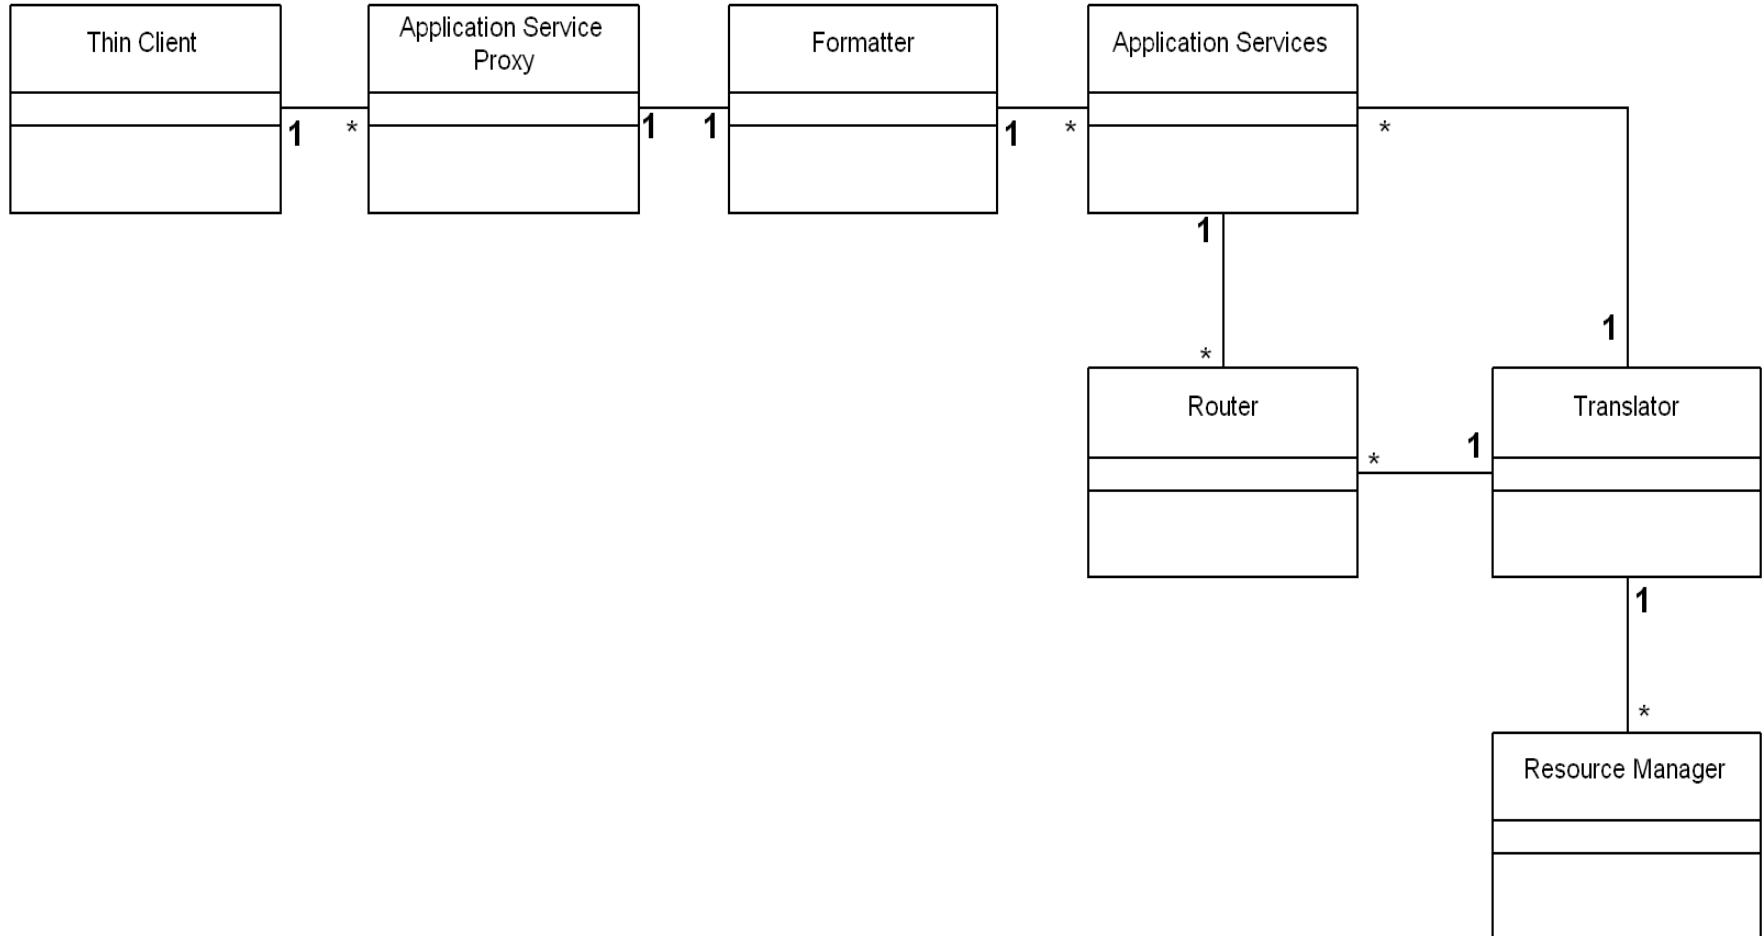 Thin Client
Application Service
Proxy
Formatter
Application Services
1
*
1
1
1
*
*
1
*
1
Router
Translator
*
1
1
*
Resource Manager